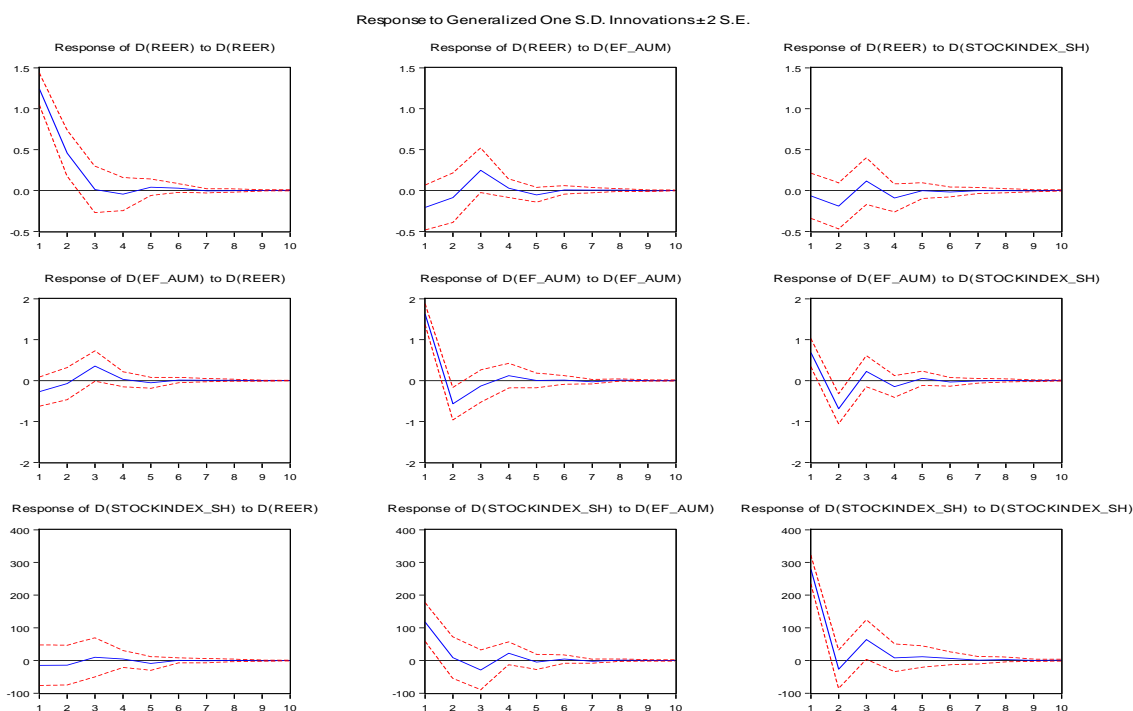 Response to Generalized One S.D. Innovations ± 2 S.E.
Response of D(REER) to D(REER)
1.5
1.0
0.5
0.0
-0.5
1 2 3 4 5 6 7 8 9 10
Response of D(REER) to D(EF_AUM)
1.5
1.0
0.5
0.0
-0.5
1 2 3 4 5 6 7 8 9 10
Response of D(REER) to D(STOCKINDEX_SH)
1.5
1.0
0.5
0.0
-0.5
1 2 3 4 5 6 7 8 9 10
Response of D(EF_AUM) to D(REER)
2
1
0
-1
-2
1 2 3 4 5 6 7 8 9 10
Response of D(EF_AUM) to D(EF_AUM)
2
1
0
-1
-2
1 2 3 4 5 6 7 8 9 10
Response of D(EF_AUM) to D(STOCKINDEX_SH)
2
1
0
-1
-2
1 2 3 4 5 6 7 8 9 10
Response of D(STOCKINDEX_SH) to D(REER)
400
300
200
100
0
-100
1 2 3 4 5 6 7 8 9 10
Response of D(STOCKINDEX_SH) to D(EF_AUM)
400
300
200
100
0
-100
1 2 3 4 5 6 7 8 9 10
Response of D(STOCKINDEX_SH) to D(STOCKINDEX_SH)
400
300
200
100
0
-100
1 2 3 4 5 6 7 8 9 10